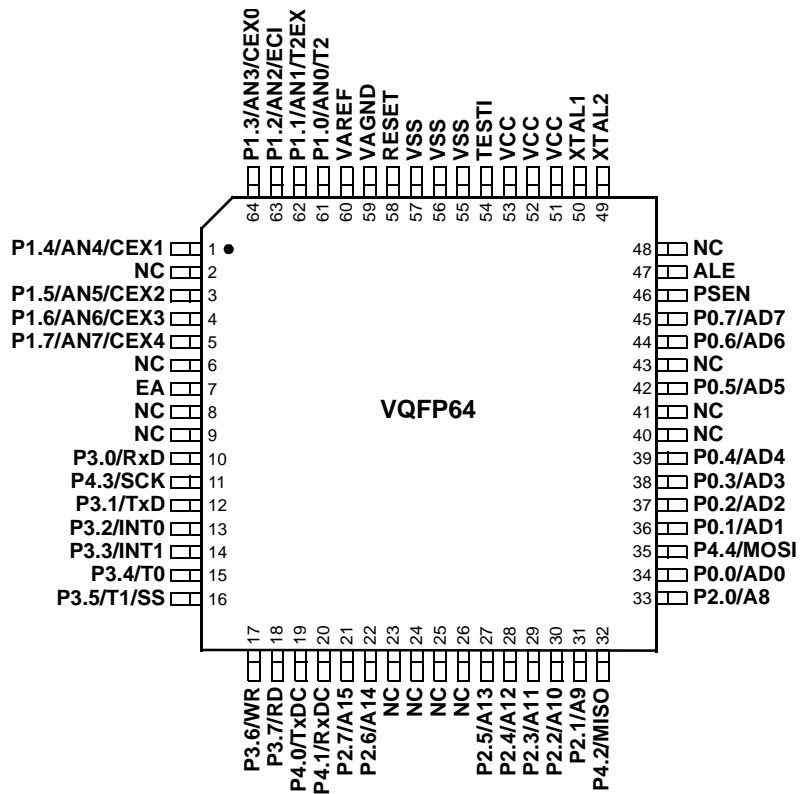 P1.3/AN3/CEX0
P1.2/AN2/ECI
P1.1/AN1/T2EX
P1.0/AN0/T2
VAREF
VAGND
RESET
VSS
VSS
VSS
TESTI
VCC
VCC
VCC
XTAL1
XTAL2
64
63
62
61
60
59
58
57
56
55
54
53
52
51
50
49
P1.4/AN4/CEX1 1
NC 2
P1.5/AN5/CEX2 3
P1.6/AN6/CEX3 4
P1.7/AN7/CEX4 5
NC 6
EA 7
NC 8
NC 9
P3.0/RxD 10
P4.3/SCK 11
P3.1/TxD 12
P3.2/INT0 13
P3.3/INT1 14
P3.4/T0 15
P3.5/T1/SS 16
VQFP64
48 NC
47 ALE
46 PSEN
45 P0.7/AD7
44 P0.6/AD6
43 NC
42 P0.5/AD5
41 NC
40 NC
39 P0.4/AD4
38 P0.3/AD3
37 P0.2/AD2
36 P0.1/AD1
35 P4.4/MOSI
34 P0.0/AD0
33 P2.0/A8
17
18
19
20
21
22
23
24
25
26
27
28
29
30
31
32
P3.6/WR
P3.7/RD
P4.0/TxDC
P4.1/RxDC
P2.7/A15
P2.6/A14
NC
NC
NC
NC
P2.5/A13
P2.4/A12
P2.3/A11
P2.2/A10
P2.1/A9
P4.2/MISO